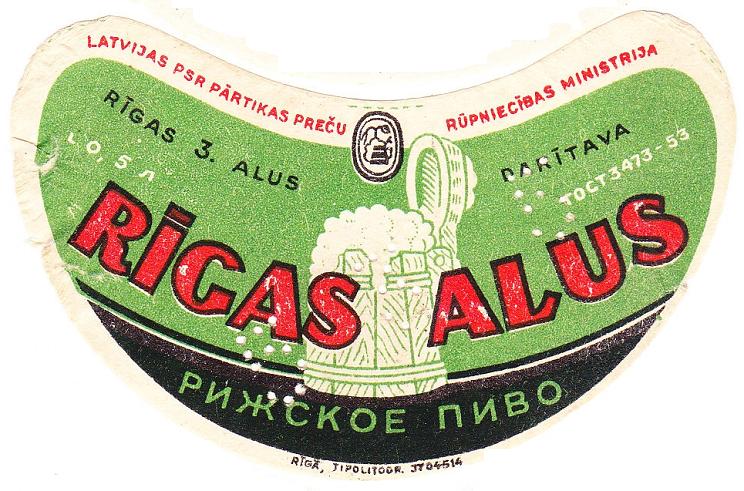 LATVIJAS PSR PĀRTIKAS PREČU RŪPNIECĪBAS MINISTRIJA
RĪGAS 3. ALUS DARĪTAVA
L 0 5 л ГОСТ 3473-53
RĪGAS ALUS
РИЖСКОЕ ПИВО
RĪGĀ, TIPOLITOGR.